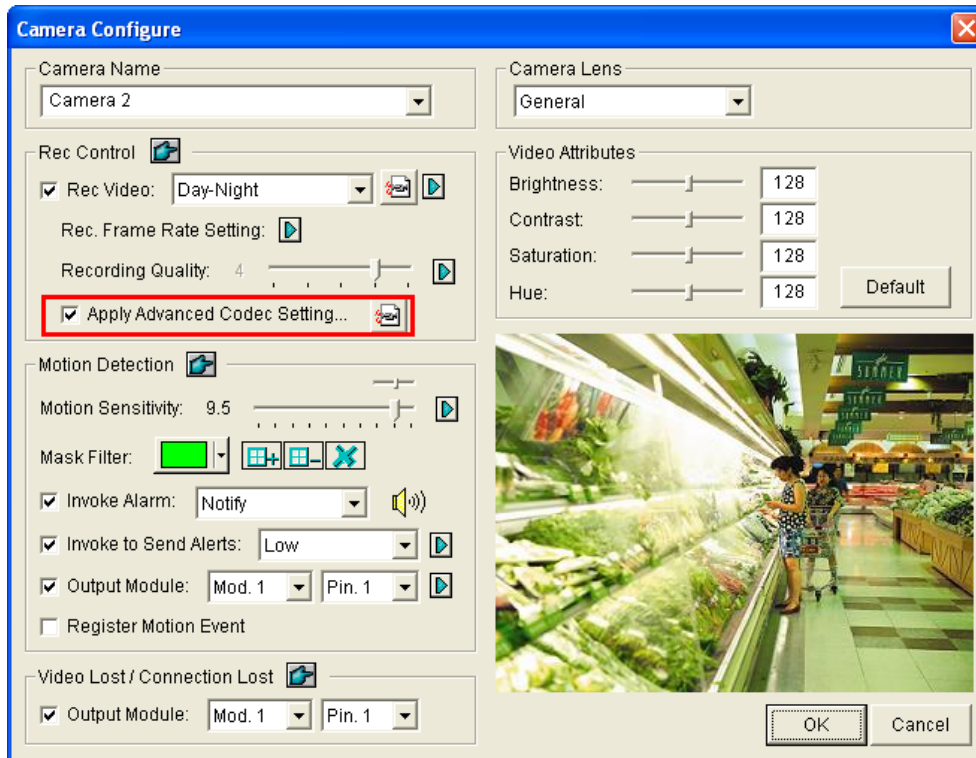 Camera Configure
Camera Name
Camera 2
Rec Control
Rec Video: Day-Night
Rec. Frame Rate Setting:
Recording Quality: 4
Apply Advanced Codec Setting...
Motion Detection
Motion Sensitivity: 9.5
Mask Filter:
Invoke Alarm: Notify
Invoke to Send Alerts: Low
Output Module: Mod. 1 Pin. 1
Register Motion Event
Video Lost / Connection Lost
Output Module: Mod. 1 Pin. 1
Camera Lens
General
Video Attributes
Brightness: 128
Contrast: 128
Saturation: 128
Hue: 128
Default
SUMMER
SUMMER
OK
Cancel